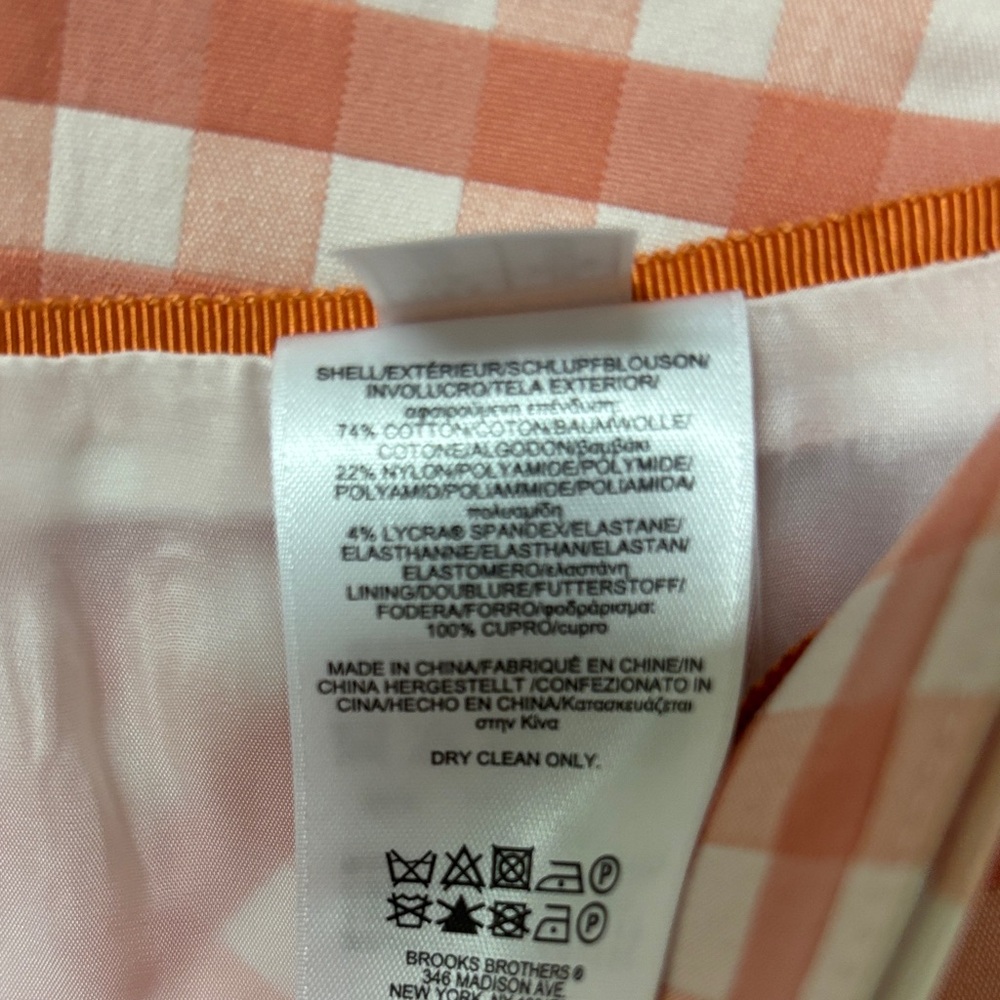 SHELL/EXTÉRIEUR/SCHLUPFBLOUSON/
INVOLUCRO/TELA EXTERIOR/
αφαιρούμενη επένδυση:
74% COTTON/COTON/BAUMWOLLE/
COTONE/ALGODON/βαμβάκι
22% NYLON/POLYAMIDE/POLYMIDE/
POLYAMID/POLIAMMIDE/POLIAMIDA/
πολυαμίδη
4% LYCRA® SPANDEX/ELASTANE/
ELASTHANNE/ELASTHAN/ELASTAN/
ELASTOMERO/ελαστάνη
LINING/DOUBLURE/FUTTERSTOFF/
FODERA/FORRO/φοδράρισμα:
100% CUPRO/cupro
MADE IN CHINA/FABRIQUÉ EN CHINE/IN
CHINA HERGESTELLT /CONFEZIONATO IN
CINA/HECHO EN CHINA/Κατασκευάζεται
στην Κίνα
DRY CLEAN ONLY.
P
P
BROOKS BROTHERS ®
346 MADISON AVE.
NEW YORK, NY